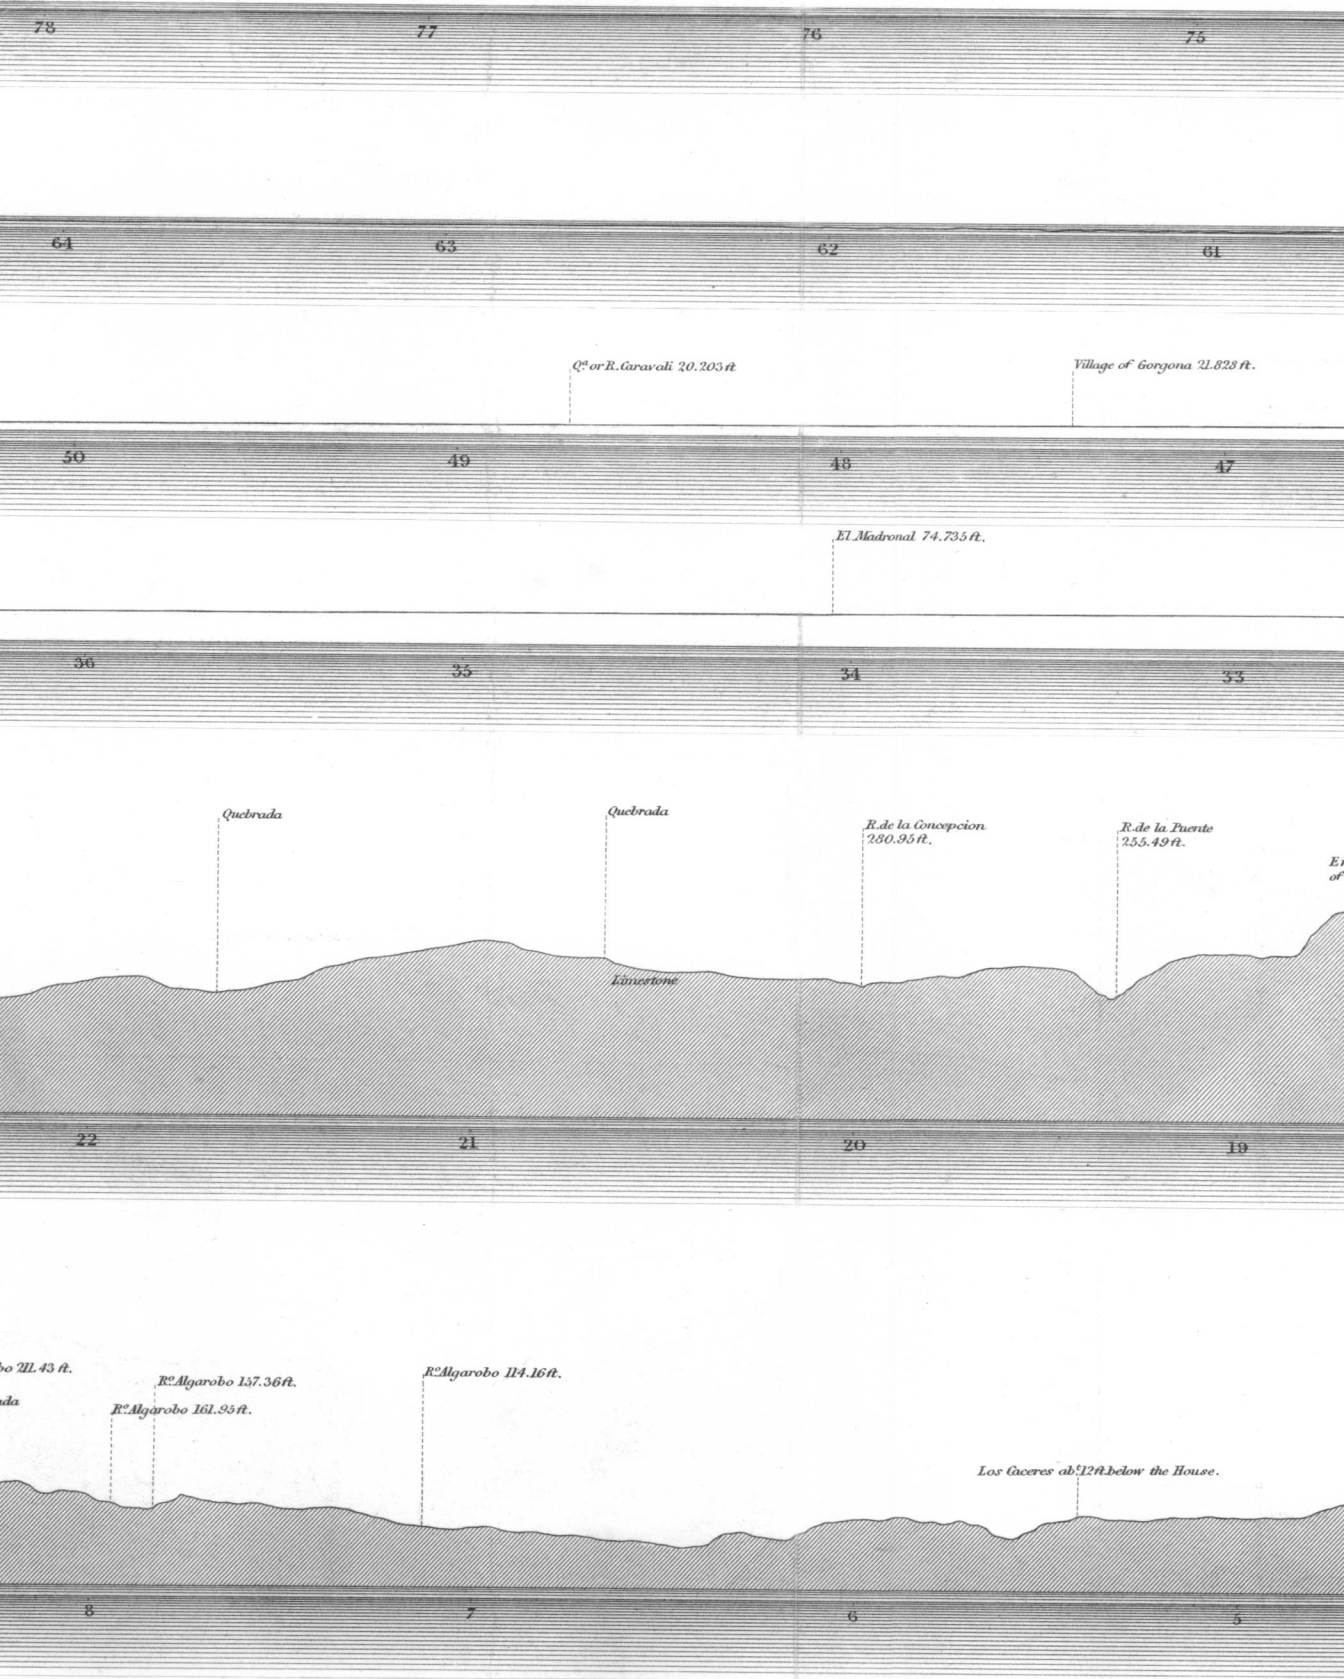 78 77 76 75
64 63 62 61
Qa. or R. Caravali 20.203 ft
Village of Gorgona 21.828 ft.
50 49 48 47
El Madronal 74.735 ft.
36 35 34 33
Quebrada
Quebrada
R. de la Concepcion
280.95 ft.
R. de la Puente
255.49 ft.
of
Limestone
22 21 20 19
bo 211.43 ft.
Ro. Algarobo 157.36 ft.
Ro. Algarobo 114.16 ft.
ada
Ro. Algarobo 161.95 ft.
Los Caceres abt. 12 ft. below the House.
8 7 6 5